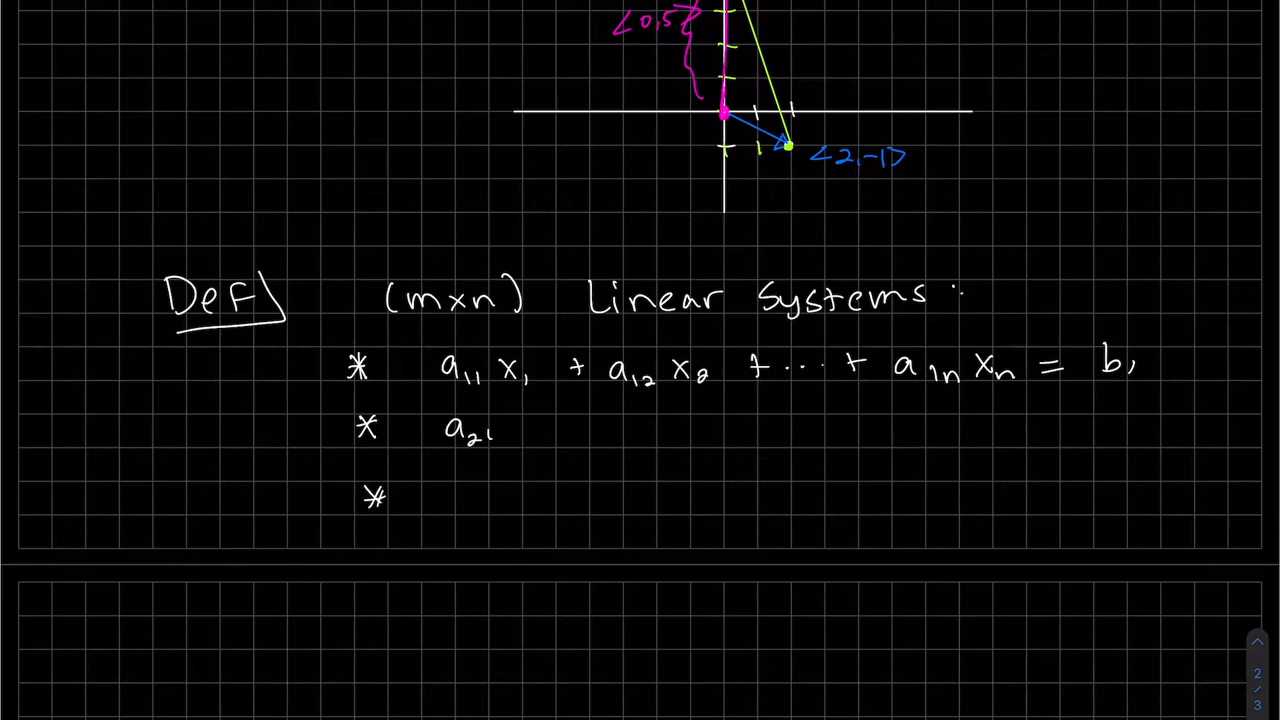 <0,5>
<2,-1>
Def) (m×n) Linear Systems:
* a₁₁ x₁ + a₁₂ x₂ + ... + a₁ₙ xₙ = b₁
* a₂₁
*
2
/
3